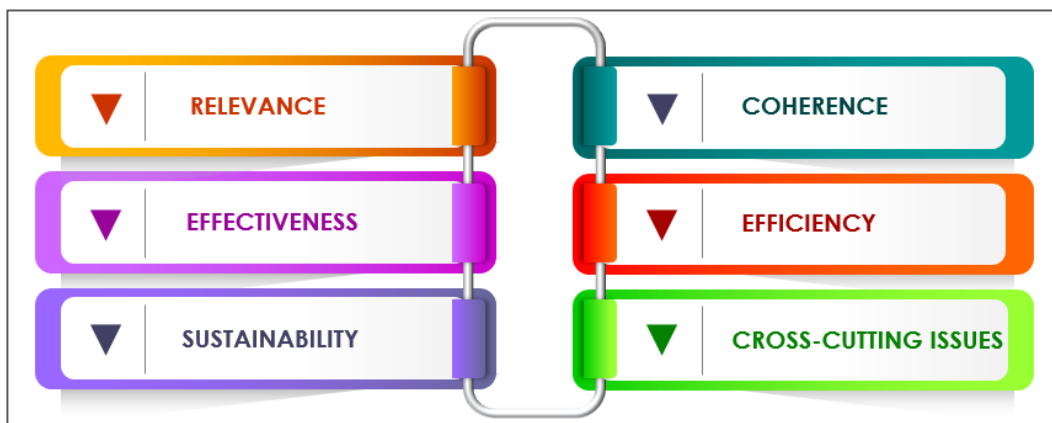 RELEVANCE
COHERENCE
EFFECTIVENESS
EFFICIENCY
SUSTAINABILITY
CROSS-CUTTING ISSUES